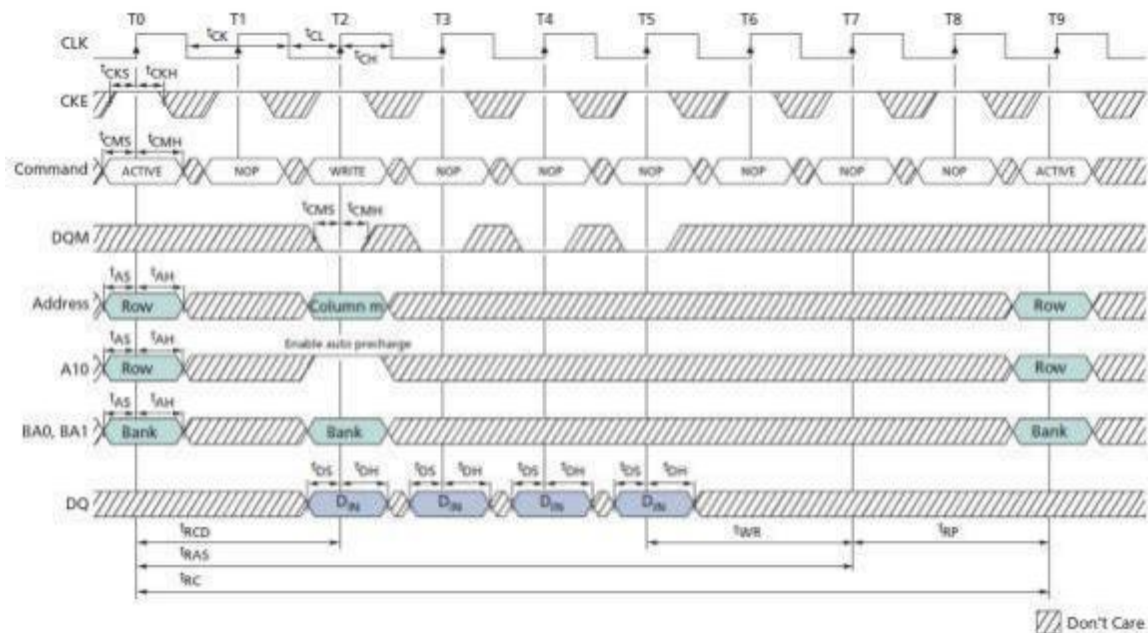 T0 T1 T2 T3 T4 T5 T6 T7 T8 T9
CLK tCK tCL tCH
tCKS tCKH
CKE
tCMS tCMH
Command ACTIVE NOP WRITE NOP NOP NOP NOP NOP NOP ACTIVE
tCMS tCMH
DQM
tAS tAH
Address Row Column m Row
tAS tAH Enable auto precharge
A10 Row Row
tAS tAH
BA0, BA1 Bank Bank Bank
tDS tDH tDS tDH tDS tDH tDS tDH
DQ DIN DIN DIN DIN
tRCD tWR tRP
tRAS
tRC
Don't Care